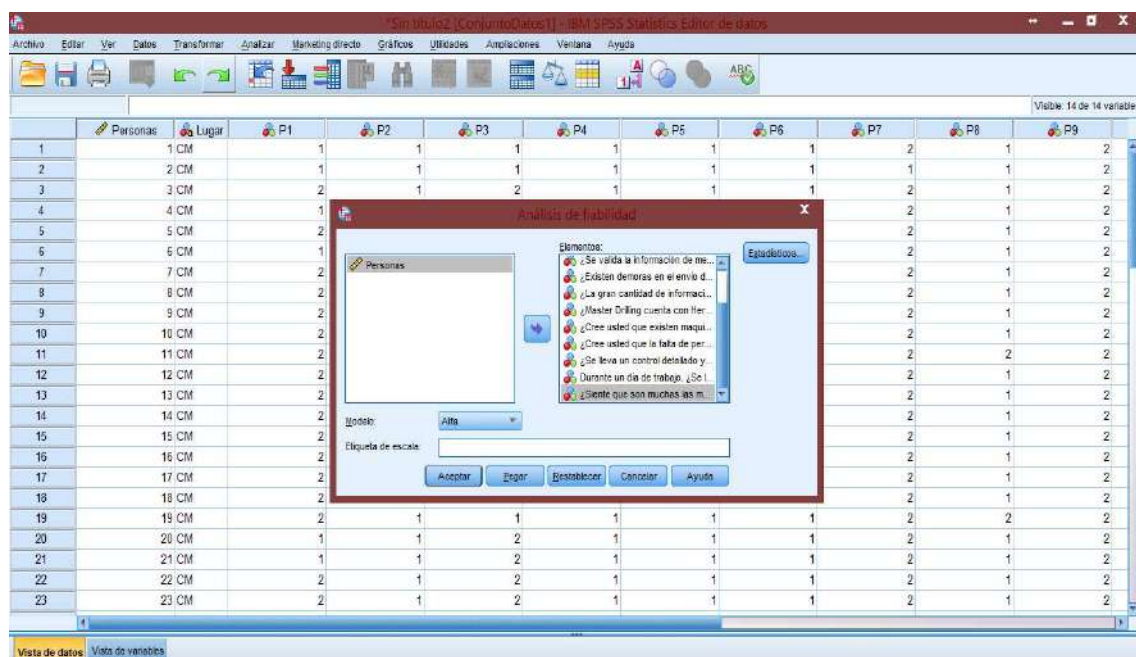 *Sin título2 [ConjuntoDatos1] - IBM SPSS Statistics Editor de datos
Archivo Editar Ver Datos Transformar Analizar Marketing directo Gráficos Utilidades Ampliaciones Ventana Ayuda
Visible: 14 de 14 variable
Personas Lugar P1 P2 P3 P4 P5 P6 P7 P8 P9
1 1 CM 1 1 1 1 1 1 2 1 2
2 2 CM 1 1 1 1 1 1 1 1 2
3 3 CM 2 1 2 1 1 1 2 1 2
4 4 CM 1 2 1 2
5 5 CM 2 2 1 2
6 6 CM 1 2 1 2
7 7 CM 2 2 1 2
8 8 CM 2 2 1 2
9 9 CM 2 2 1 2
10 10 CM 2 2 1 2
11 11 CM 2 2 2 2
12 12 CM 2 2 1 2
13 13 CM 2 2 1 2
14 14 CM 2 2 1 2
15 15 CM 2 2 1 2
16 16 CM 2 2 1 2
17 17 CM 2 2 1 2
18 18 CM 2 2 1 2
19 19 CM 2 1 1 1 1 1 2 2 2
20 20 CM 1 1 2 1 1 1 2 1 2
21 21 CM 1 1 2 1 1 1 2 1 2
22 22 CM 2 1 2 1 1 1 2 1 2
23 23 CM 2 1 2 1 1 1 2 1 2
Análisis de fiabilidad
Elementos:
Personas
¿Se valida la información de me...
¿Existen demoras en el envío d...
¿La gran cantidad de informaci...
¿Master Drilling cuenta con Her...
¿Cree usted que existen maqui...
¿Cree usted que la falta de per...
¿Se lleva un control detallado y...
Durante un día de trabajo, ¿Se l...
¿Siente que son muchas las m...
Estadísticos...
Modelo: Alfa
Etiqueta de escala:
Aceptar Pegar Restablecer Cancelar Ayuda
Vista de datos Vista de variables